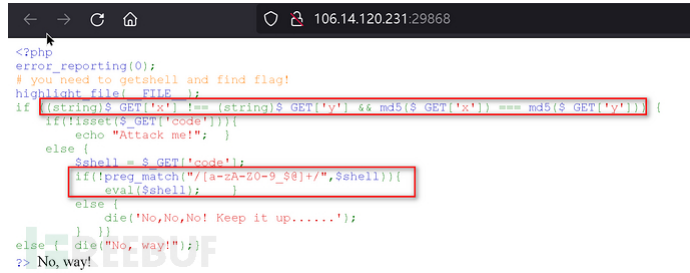 106.14.120.231:29868
<?php
error_reporting(0);
# you need to getshell and find flag!
highlight_file(__FILE__);
if ((string)$_GET['x'] !== (string)$_GET['y'] && md5($_GET['x']) === md5($_GET['y'])) {
if(!isset($_GET['code'])){
echo "Attack me!"; }
else {
$shell = $_GET['code'];
if(!preg_match("/[a-zA-Z0-9_$@]+/",$shell)){
eval($shell); }
else {
die('No,No,No! Keep it up......');
} }}
else { die("No, way!");}
?> No, way!
REEBUF